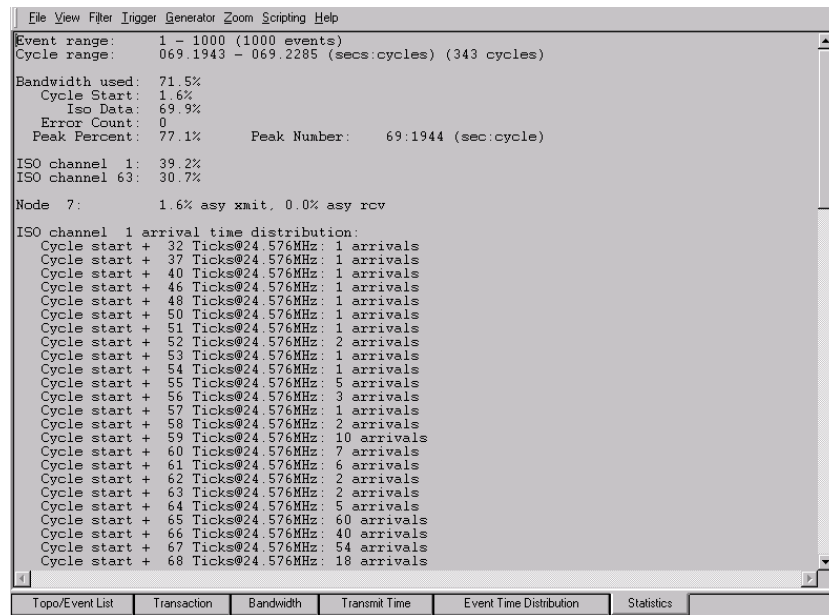 File View Filter Trigger Generator Zoom Scripting Help
Event range: 1 - 1000 (1000 events)
Cycle range: 069.1943 - 069.2285 (secs:cycles) (343 cycles)
Bandwidth used: 71.5%
Cycle Start: 1.6%
Iso Data: 69.9%
Error Count: 0
Peak Percent: 77.1% Peak Number: 69:1944 (sec:cycle)
ISO channel 1: 39.2%
ISO channel 63: 30.7%
Node 7: 1.6% asy xmit, 0.0% asy rcv
ISO channel 1 arrival time distribution:
Cycle start + 32 Ticks@24.576MHz: 1 arrivals
Cycle start + 37 Ticks@24.576MHz: 1 arrivals
Cycle start + 40 Ticks@24.576MHz: 1 arrivals
Cycle start + 46 Ticks@24.576MHz: 1 arrivals
Cycle start + 48 Ticks@24.576MHz: 1 arrivals
Cycle start + 50 Ticks@24.576MHz: 1 arrivals
Cycle start + 51 Ticks@24.576MHz: 1 arrivals
Cycle start + 52 Ticks@24.576MHz: 2 arrivals
Cycle start + 53 Ticks@24.576MHz: 1 arrivals
Cycle start + 54 Ticks@24.576MHz: 1 arrivals
Cycle start + 55 Ticks@24.576MHz: 5 arrivals
Cycle start + 56 Ticks@24.576MHz: 3 arrivals
Cycle start + 57 Ticks@24.576MHz: 1 arrivals
Cycle start + 58 Ticks@24.576MHz: 2 arrivals
Cycle start + 59 Ticks@24.576MHz: 10 arrivals
Cycle start + 60 Ticks@24.576MHz: 7 arrivals
Cycle start + 61 Ticks@24.576MHz: 6 arrivals
Cycle start + 62 Ticks@24.576MHz: 2 arrivals
Cycle start + 63 Ticks@24.576MHz: 2 arrivals
Cycle start + 64 Ticks@24.576MHz: 5 arrivals
Cycle start + 65 Ticks@24.576MHz: 60 arrivals
Cycle start + 66 Ticks@24.576MHz: 40 arrivals
Cycle start + 67 Ticks@24.576MHz: 54 arrivals
Cycle start + 68 Ticks@24.576MHz: 18 arrivals
Topo/Event List Transaction Bandwidth Transmit Time Event Time Distribution Statistics